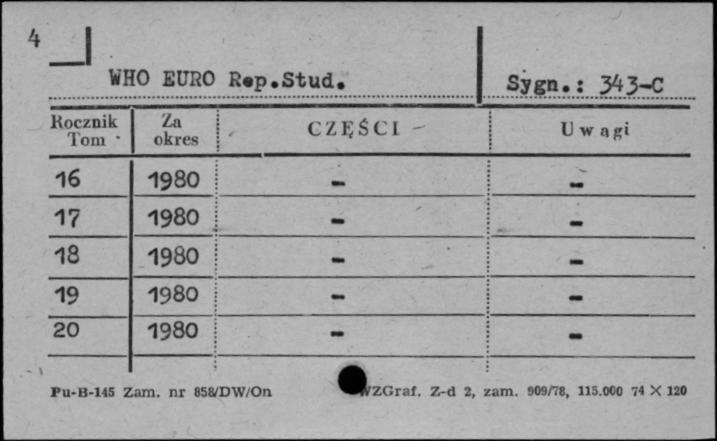 4
WHO EURO Rep.Stud. Sygn.: 343-C
Rocznik Tom Za okres CZĘŚCI Uwagi
16 1980 - -
17 1980 - -
18 1980 - -
19 1980 - -
20 1980 - -
Pu-B-145 Zam. nr 858/DW/On WZGraf. Z-d 2, zam. 909/78, 115.000 74 X 120